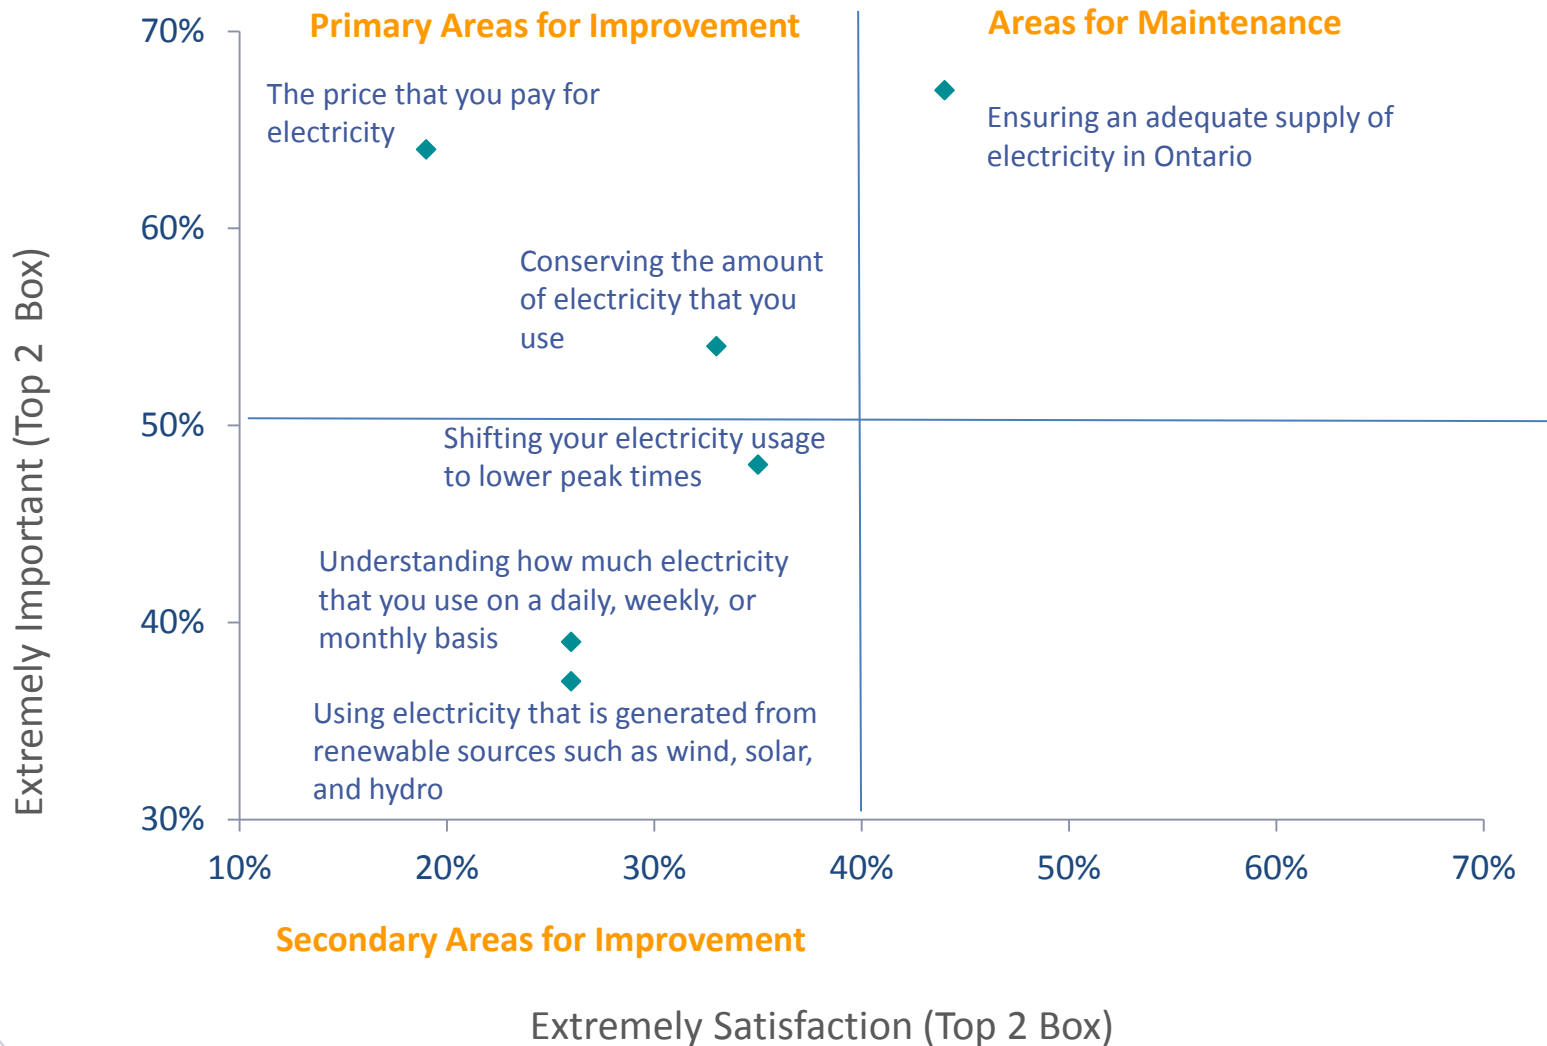 70%
Primary Areas for Improvement
Areas for Maintenance
The price that you pay for
electricity
Ensuring an adequate supply of
electricity in Ontario
60%
Conserving the amount
of electricity that you
use
50%
Shifting your electricity usage
to lower peak times
Understanding how much electricity
that you use on a daily, weekly, or
monthly basis
40%
Using electricity that is generated from
renewable sources such as wind, solar,
and hydro
30%
Extremely Important (Top 2 Box)
10%
20%
30%
40%
50%
60%
70%
Secondary Areas for Improvement
Extremely Satisfaction (Top 2 Box)